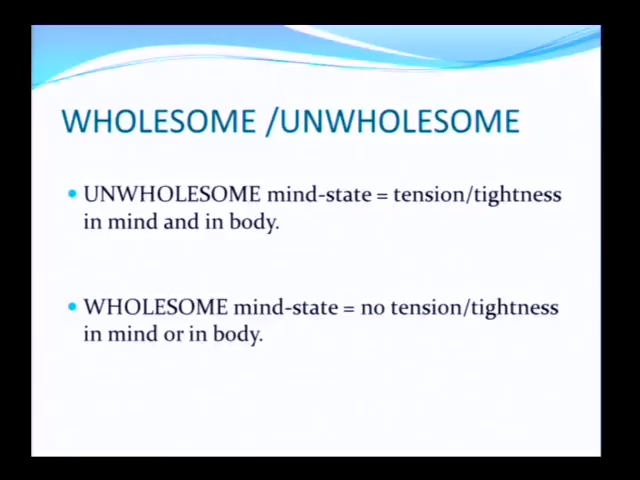 WHOLESOME /UNWHOLESOME
• UNWHOLESOME mind-state = tension/tightness
in mind and in body.
• WHOLESOME mind-state = no tension/tightness
in mind or in body.